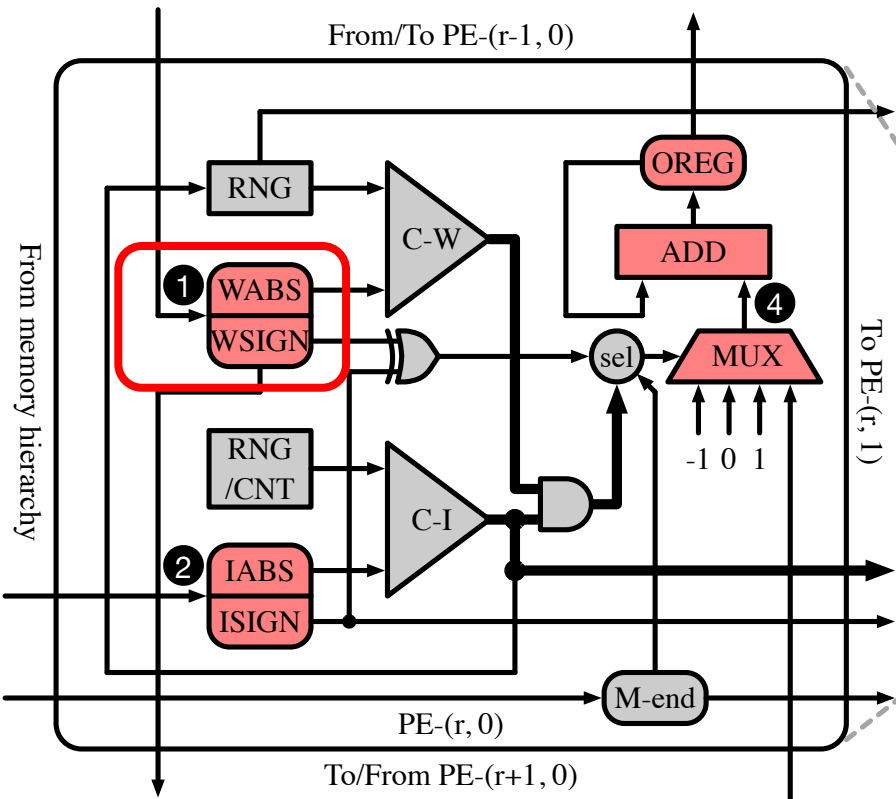 From/To PE-(r-1, 0)
OREG
RNG
C-W
ADD
1
WABS
4
WSIGN
sel
MUX
From memory hierarchy
To PE-(r, 1)
-1 0 1
RNG
/CNT
C-I
2
IABS
ISIGN
M-end
PE-(r, 0)
To/From PE-(r+1, 0)